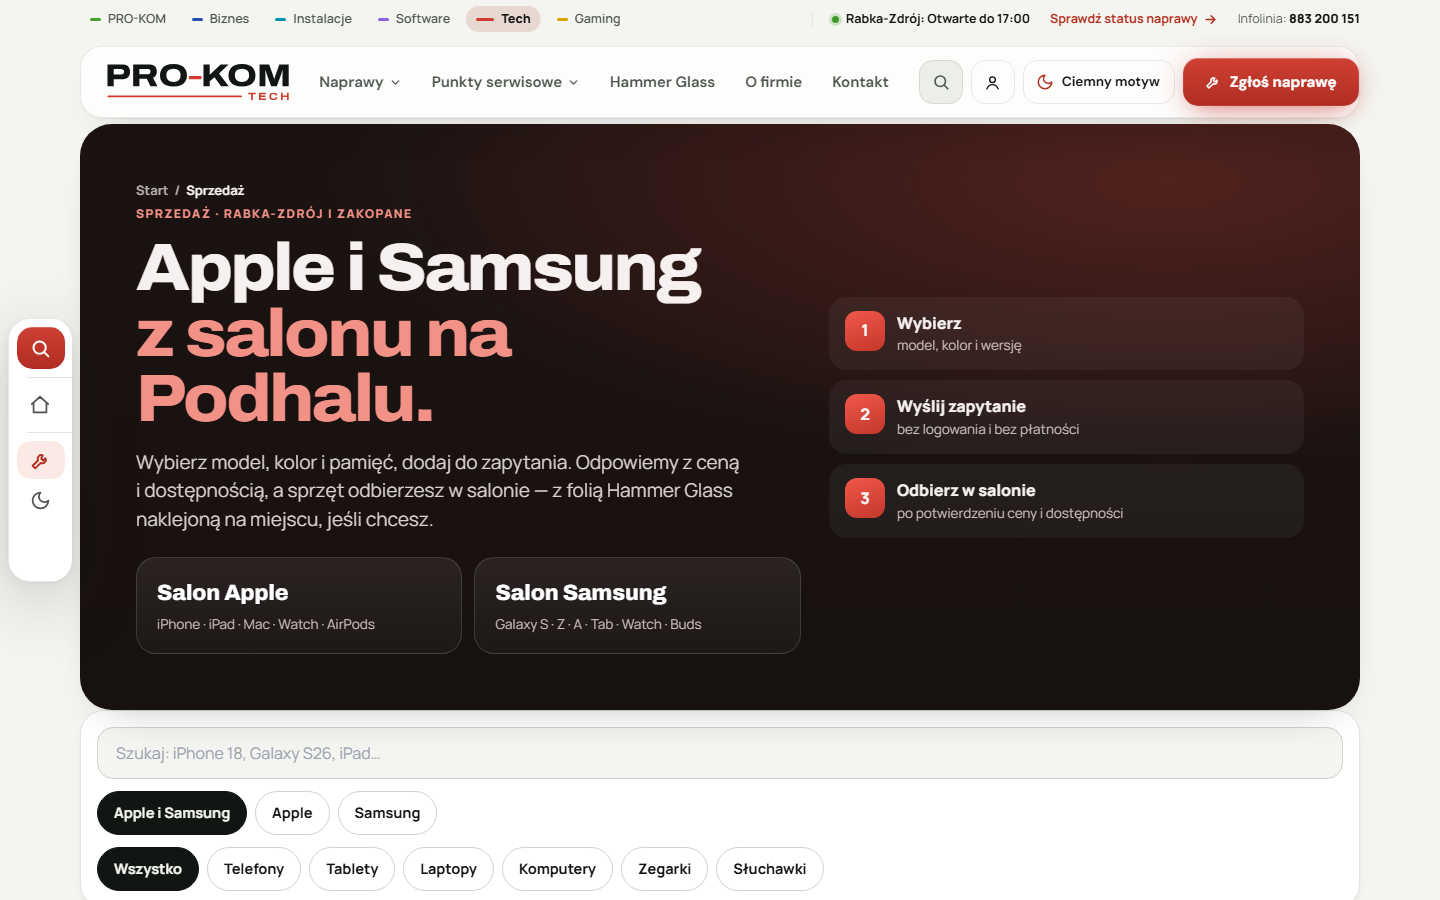 PRO-KOM
Biznes
Instalacje
Software
Tech
Gaming
Rabka-Zdrój: Otwarte do 17:00
Sprawdź status naprawy →
Infolinia: 883 200 151
PRO-KOM
TECH
Naprawy
Punkty serwisowe
Hammer Glass
O firmie
Kontakt
Ciemny motyw
Zgłoś naprawę
Start / Sprzedaż
SPRZEDAŻ · RABKA-ZDRÓJ I ZAKOPANE
Apple i Samsung
z salonu na
Podhalu.
Wybierz model, kolor i pamięć, dodaj do zapytania. Odpowiemy z ceną
i dostępnością, a sprzęt odbierzesz w salonie — z folią Hammer Glass
naklejoną na miejscu, jeśli chcesz.
Salon Apple
iPhone · iPad · Mac · Watch · AirPods
Salon Samsung
Galaxy S · Z · A · Tab · Watch · Buds
1
Wybierz
model, kolor i wersję
2
Wyślij zapytanie
bez logowania i bez płatności
3
Odbierz w salonie
po potwierdzeniu ceny i dostępności
Szukaj: iPhone 18, Galaxy S26, iPad...
Apple i Samsung
Apple
Samsung
Wszystko
Telefony
Tablety
Laptopy
Komputery
Zegarki
Słuchawki